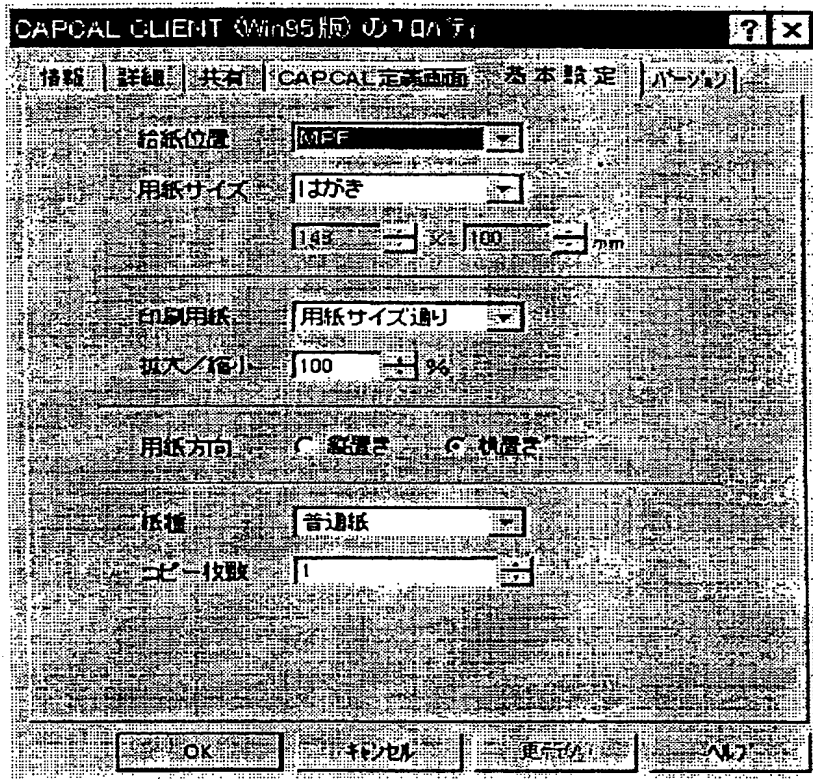 CAPCAL CLIENT (Win95版) のプロパティ ? ×
情報 詳細 共有 CAPCAL定義画面 基本設定 バージョン
給紙位置 MPF
用紙サイズ はがき
148 × 100 mm
印刷用紙 用紙サイズ通り
拡大/縮小 100 %
用紙方向 縦置き 横置き
紙種 普通紙
コピー枚数 1
OK キャンセル 更新(A) ヘルプ